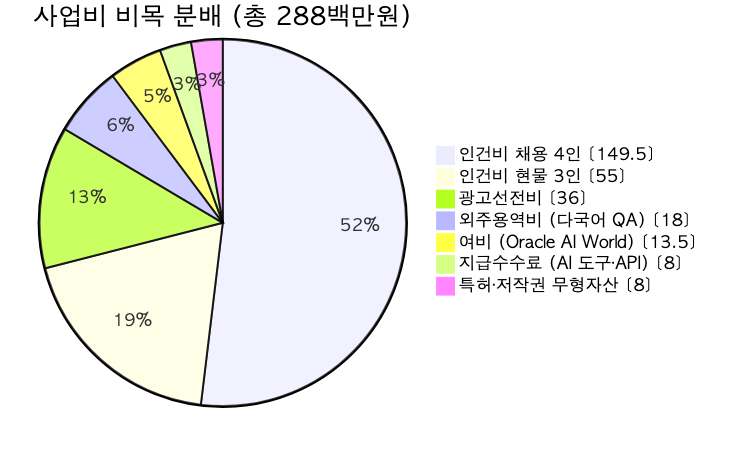 사업비 비목 분배 (총 288백만원)
3%
3%
5%
6%
13%
52%
19%
인건비 채용 4인 [149.5]
인건비 현물 3인 [55]
광고선전비 [36]
외주용역비 (다국어 QA) [18]
여비 (Oracle AI World) [13.5]
지급수수료 (AI 도구·API) [8]
특허·저작권 무형자산 [8]